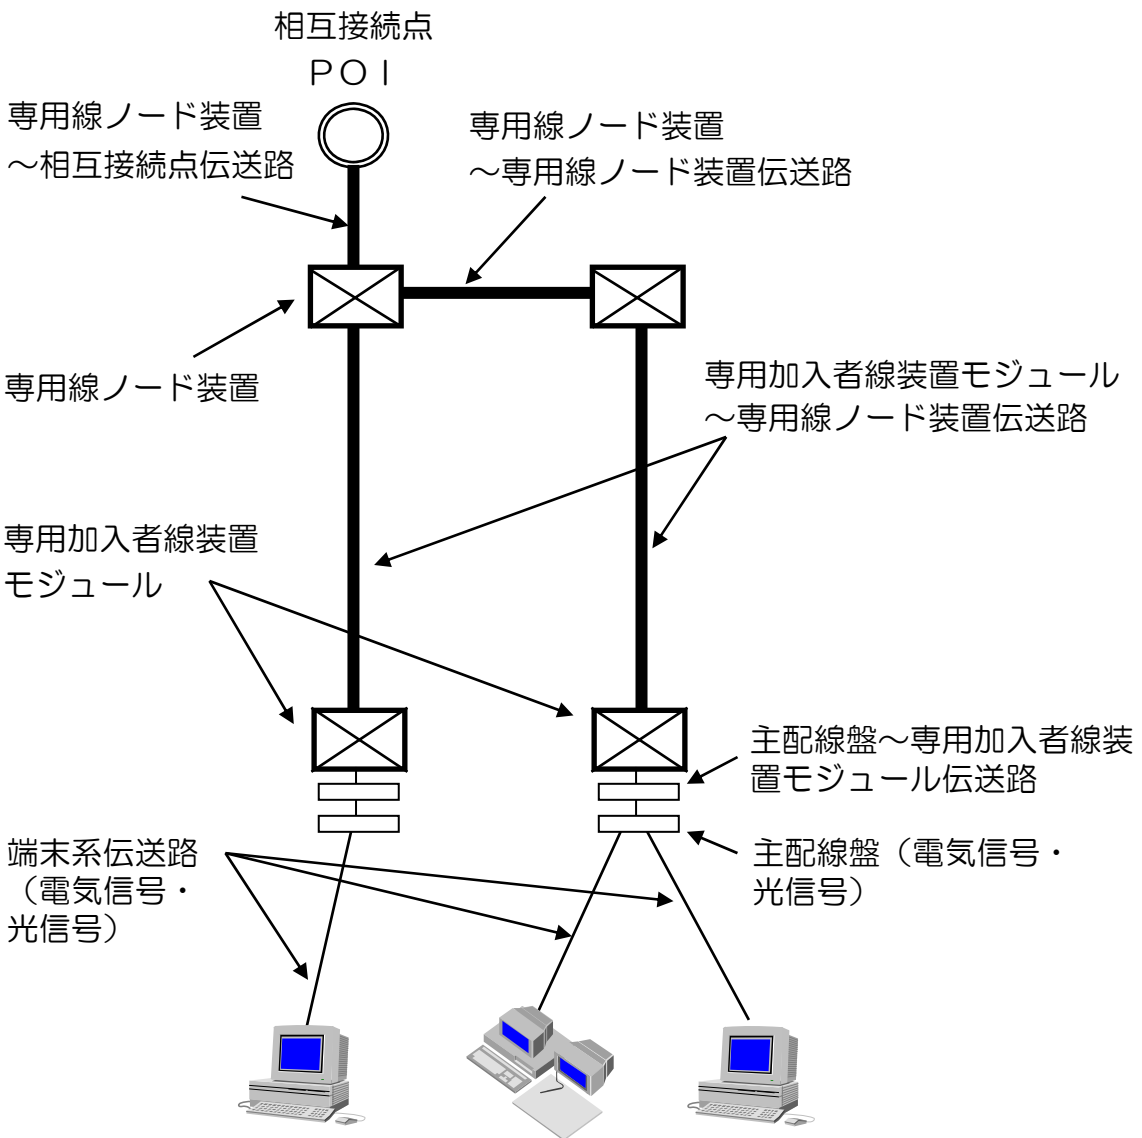 相互接続点
POI
専用線ノード装置
～相互接続点伝送路
専用線ノード装置
～専用線ノード装置伝送路
専用線ノード装置
専用加入者線装置モジュール
～専用線ノード装置伝送路
専用加入者線装置
モジュール
主配線盤～専用加入者線装
置モジュール伝送路
端末系伝送路
（電気信号・
光信号）
主配線盤（電気信号・
光信号）